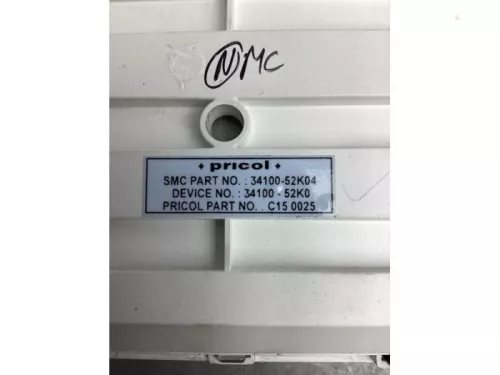 NMC
pricol
SMC PART NO. : 34100-52K04
DEVICE NO. : 34100 - 52K0
PRICOL PART NO. . C15 0025